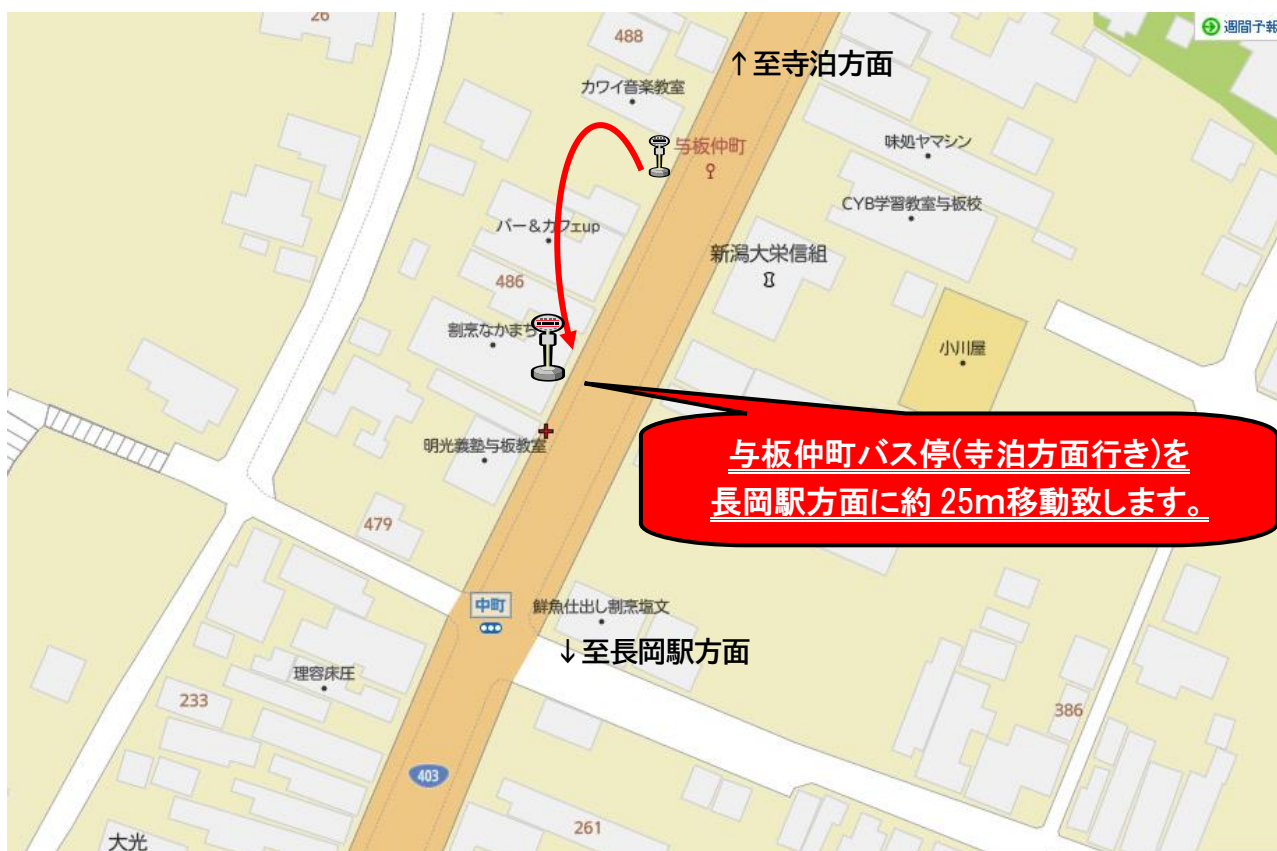 26
週間予報
488
↑至寺泊方面
カワイ音楽教室
与板仲町
味処ヤマシン
CYB学習教室与板校
バー&カフェup
新潟大栄信組
486
割烹なかまち
小川屋
与板仲町バス停(寺泊方面行き)を
長岡駅方面に約25m移動致します。
明光義塾与板教室
479
中町
鮮魚仕出し割烹塩文
↓至長岡駅方面
理容床圧
233
386
403
261
大光